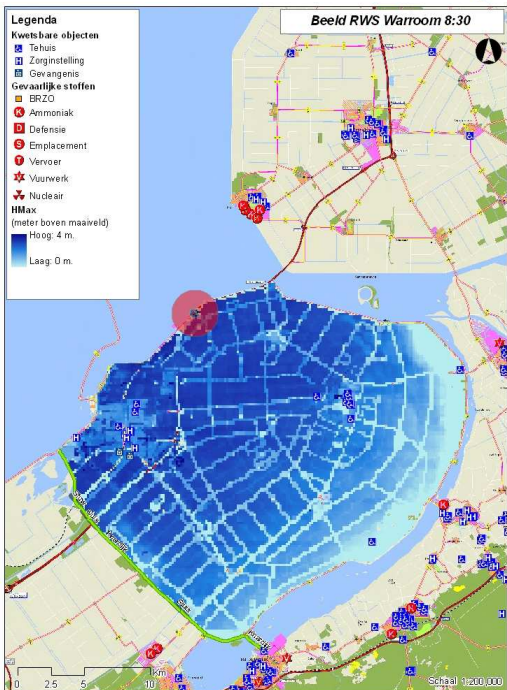 Legenda
Kwetsbare objecten
Tehuis
Zorginstelling
Gevangenis
Gevaarlijke stoffen
BRZO
Ammoniak
Defensie
Emplacement
Vervoer
Vuurwerk
Nucleair
HMax
(meter boven maaiveld)
Hoog: 4 m.
Laag: 0 m.
Beeld RWS Warroom 8:30
0 2.5 5 10
Km
Schaal 1:200,000